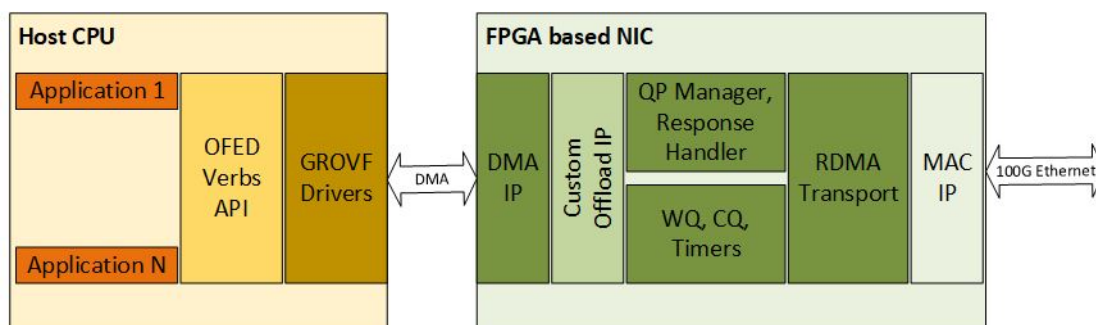 Host CPU
Application 1
Application N
OFED
Verbs
API
GROVF
Drivers
DMA
FPGA based NIC
DMA
IP
Custom
Offload IP
QP Manager,
Response
Handler
WQ, CQ,
Timers
RDMA
Transport
MAC
IP
100G Ethernet